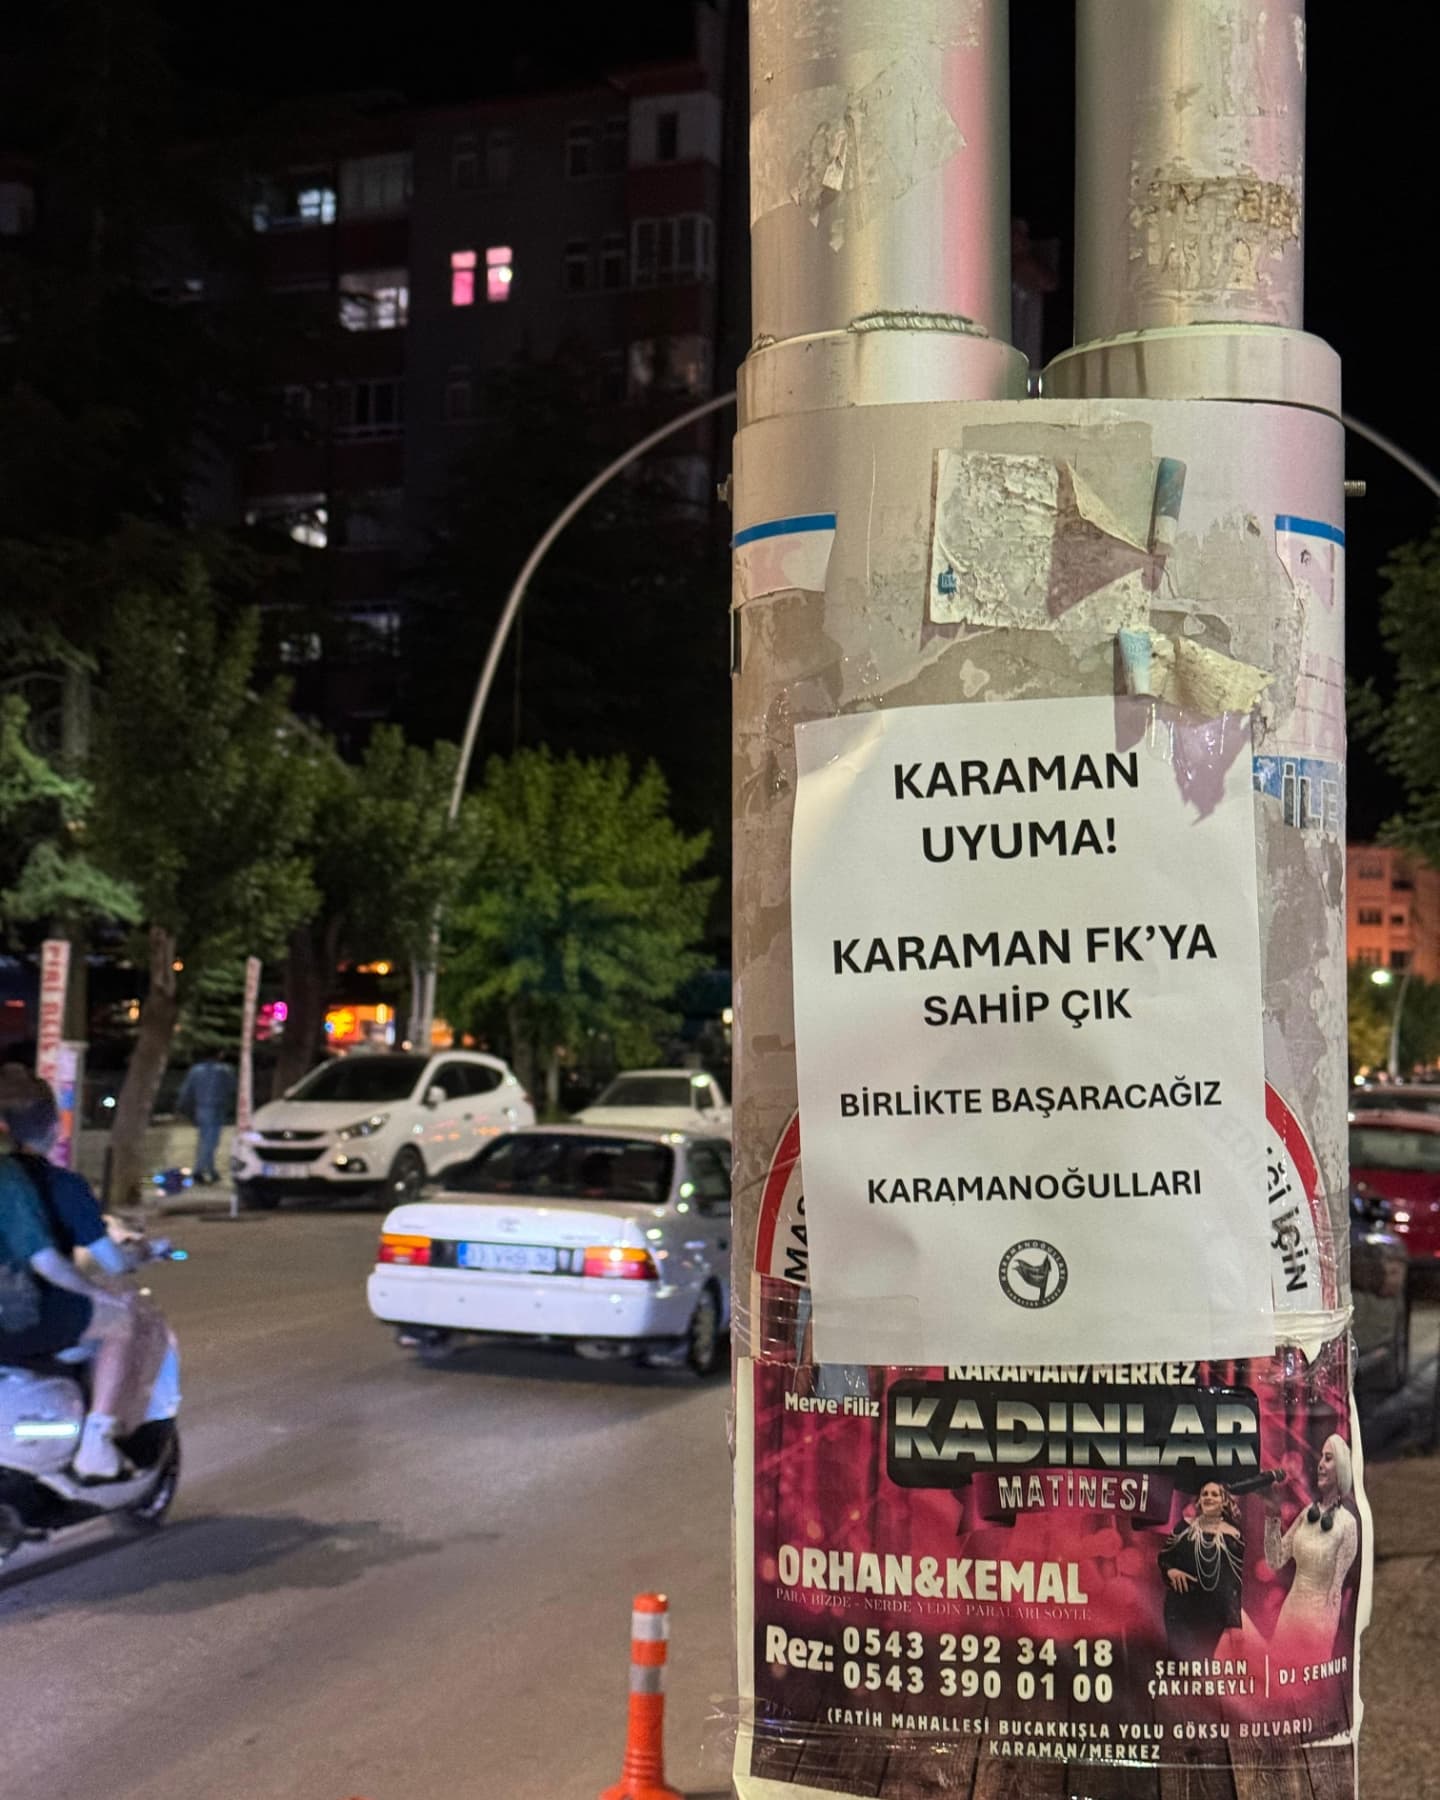 KARAMAN
UYUMA!
KARAMAN FK'YA
SAHİP ÇIK
BİRLİKTE BAŞARACAĞIZ
KARAMANOĞULLARI
KARAMANOĞULLARI
İÇİN
KARAMAN/MERKEZ
Merve Filiz
KADINLAR
MATİNESİ
ORHAN&KEMAL
PARA BİZDE - NERDE YEDİN PARALARI SÖYLE
Rez: 0543 292 34 18
0543 390 01 00
ŞEHRİBAN
ÇAKIRBEYLİ
DJ ŞENNUR
(FATİH MAHALLESİ BUCAKKIŞLA YOLU GÖKSU BULVARI)
KARAMAN/MERKEZ